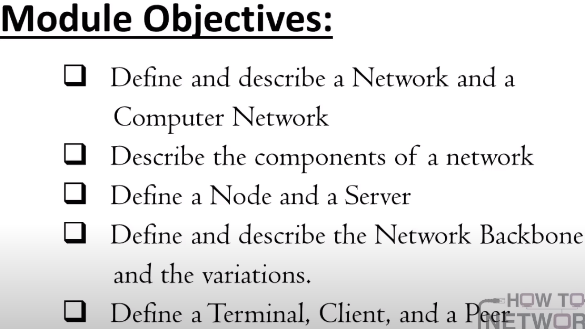 Module Objectives:
❑ Define and describe a Network and a
Computer Network
❑ Describe the components of a network
❑ Define a Node and a Server
❑ Define and describe the Network Backbone
and the variations.
❑ Define a Terminal, Client, and a Peer
HOW TO
NETWOR